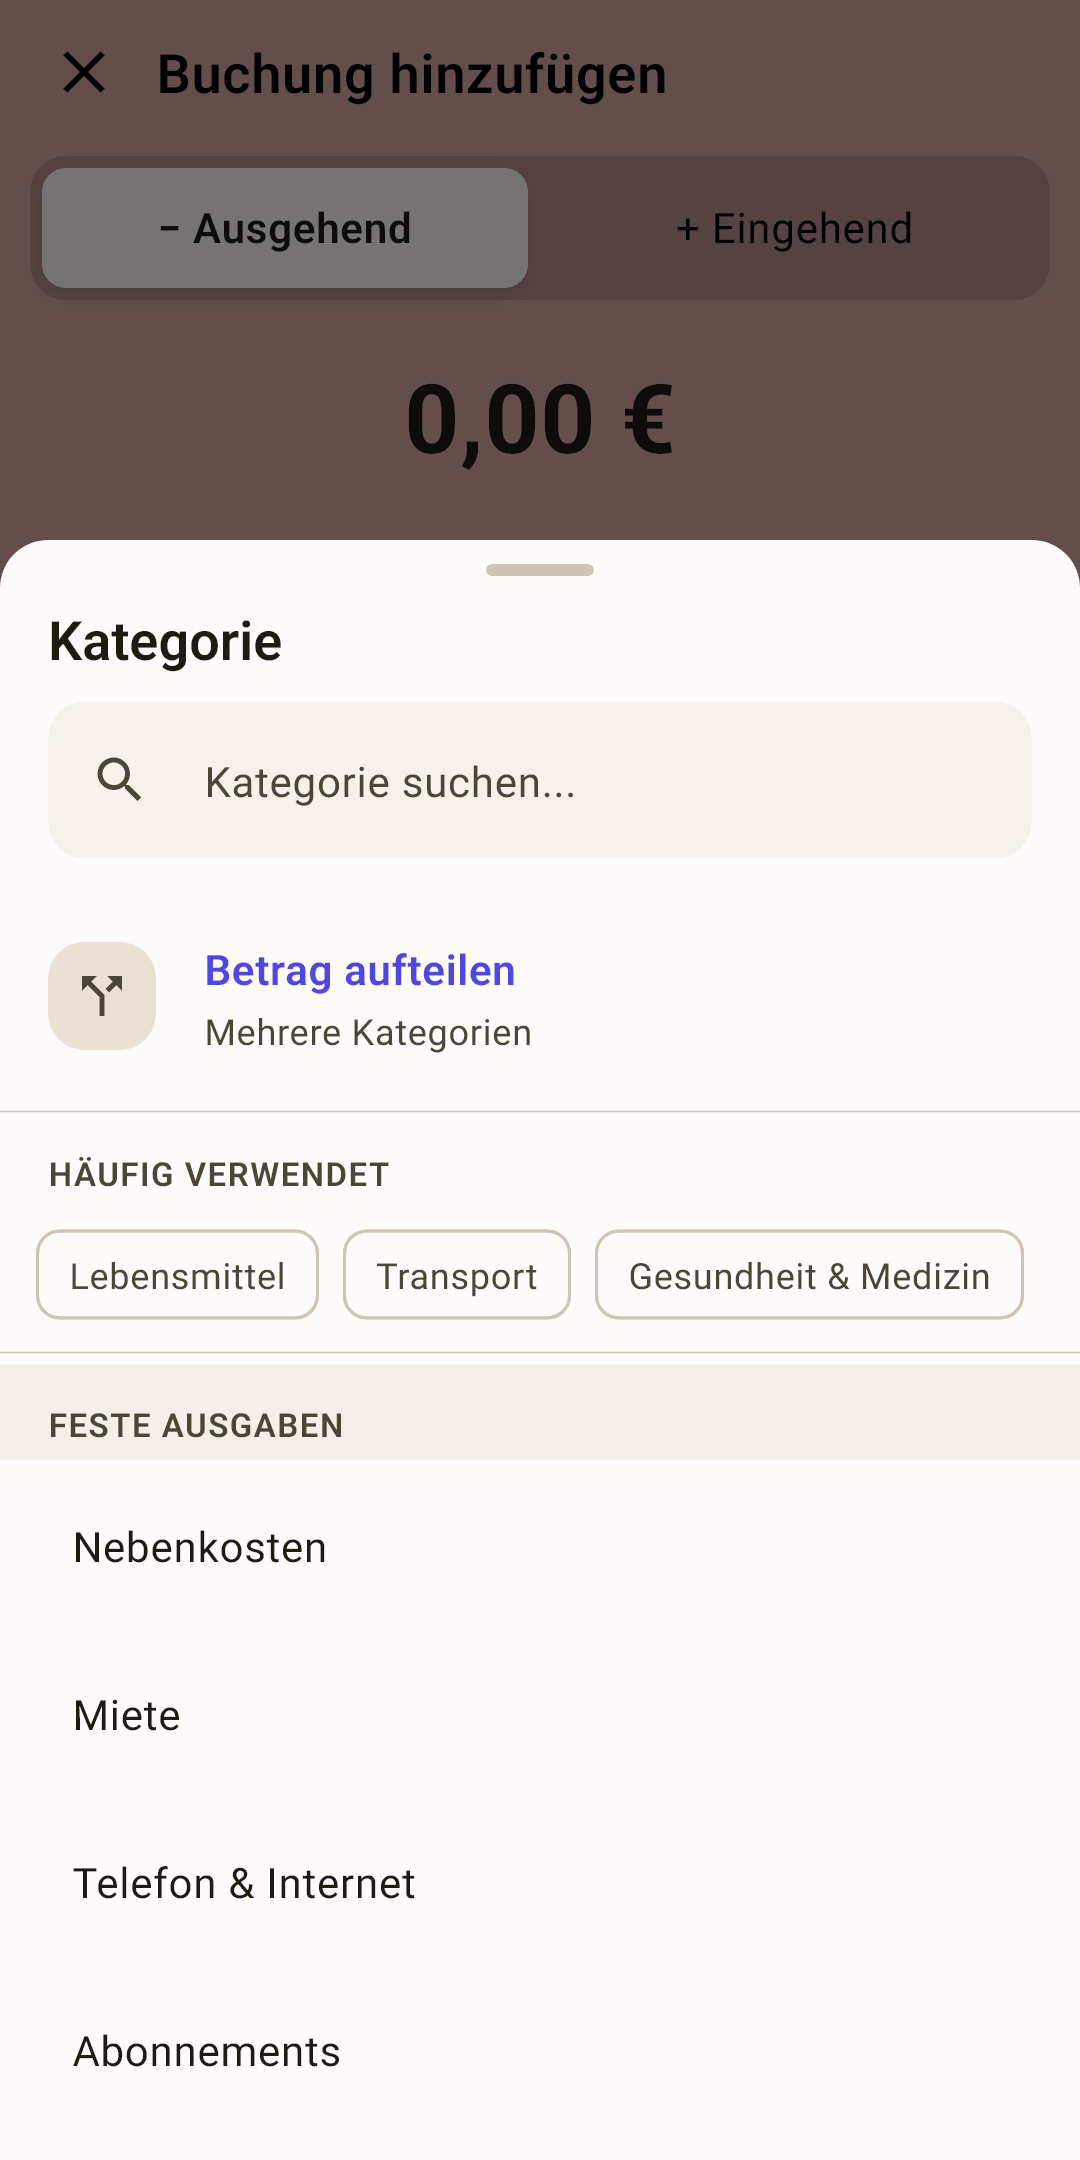 Buchung hinzufügen
− Ausgehend
+ Eingehend
0,00 €
Kategorie
Kategorie suchen...
Betrag aufteilen
Mehrere Kategorien
HÄUFIG VERWENDET
Lebensmittel
Transport
Gesundheit & Medizin
FESTE AUSGABEN
Nebenkosten
Miete
Telefon & Internet
Abonnements